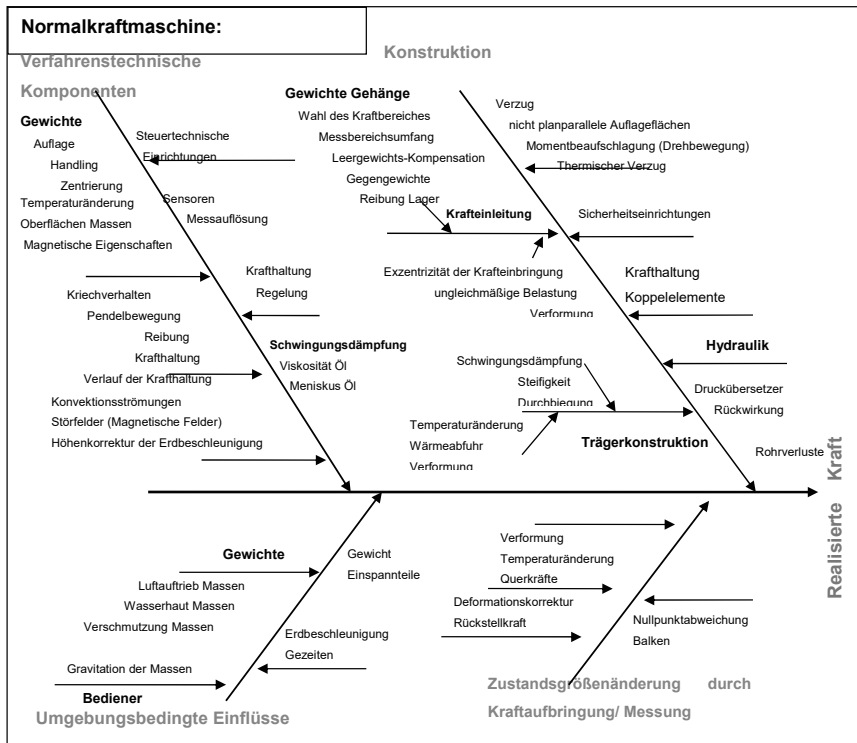 Normalkraftmaschine:
Verfahrenstechnische
Komponenten
Konstruktion
Gewichte
Auflage
Handling
Zentrierung
Temperaturänderung
Oberflächen Massen
Magnetische Eigenschaften
Steuertechnische
Einrichtungen
Sensoren
Messauflösung
Kriechverhalten
Pendelbewegung
Reibung
Krafthaltung
Verlauf der Krafthaltung
Krafthaltung
Regelung
Schwingungsdämpfung
Viskosität Öl
Meniskus Öl
Konvektionsströmungen
Störfelder (Magnetische Felder)
Höhenkorrektur der Erdbeschleunigung
Gewichte Gehänge
Wahl des Kraftbereiches
Messbereichsumfang
Leergewichts-Kompensation
Gegengewichte
Reibung Lager
Krafteinleitung
Exzentrizität der Krafteinbringung
ungleichmäßige Belastung
Verformung
Verzug
nicht planparallele Auflageflächen
Momentbeaufschlagung (Drehbewegung)
Thermischer Verzug
Sicherheitseinrichtungen
Krafthaltung
Koppelelemente
Hydraulik
Schwingungsdämpfung
Steifigkeit
Durchbiegung
Temperaturänderung
Wärmeabfuhr
Verformung
Trägerkonstruktion
Druckübersetzer
Rückwirkung
Rohrverluste
Realisierte Kraft
Gewichte
Luftauftrieb Massen
Wasserhaut Massen
Verschmutzung Massen
Gewicht
Einspannteile
Erdbeschleunigung
Gezeiten
Gravitation der Massen
Bediener
Umgebungsbedingte Einflüsse
Verformung
Temperaturänderung
Querkräfte
Deformationskorrektur
Rückstellkraft
Nullpunktabweichung
Balken
Zustandsgrößenänderung durch
Kraftaufbringung/ Messung